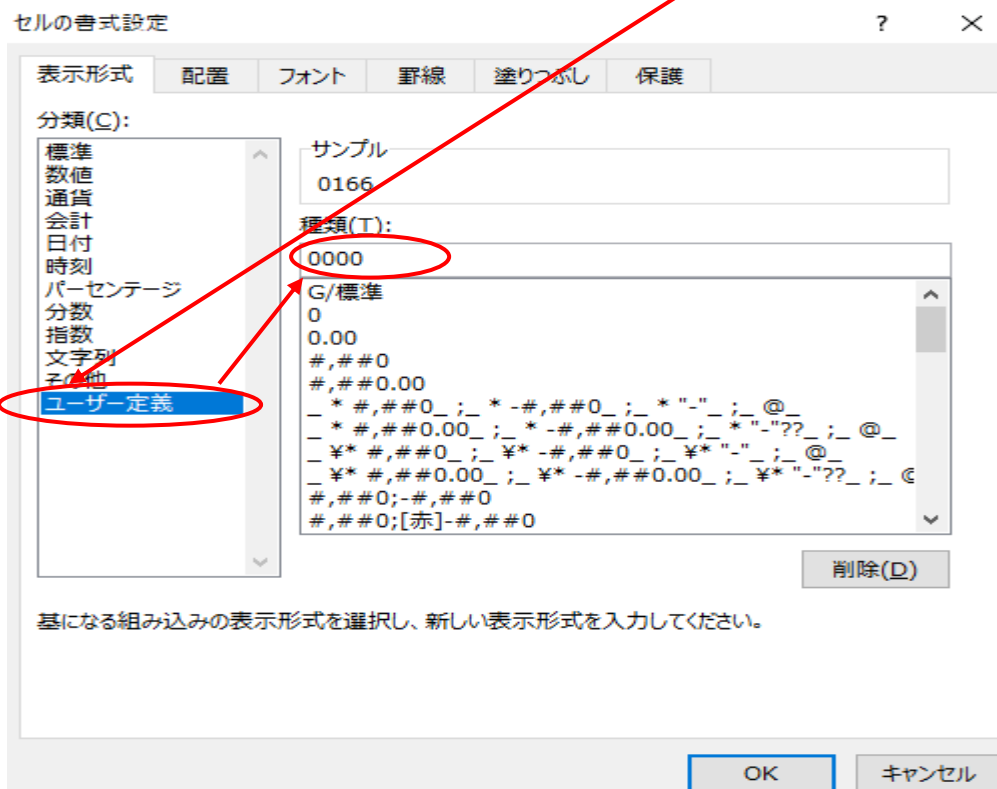 セルの書式設定 ? ×
表示形式 配置 フォント 罫線 塗りつぶし 保護
分類(C):
標準
数値
通貨
会計
日付
時刻
パーセンテージ
分数
指数
文字列
その他
ユーザー定義
サンプル
0166
種類(T):
0000
G/標準
0
0.00
#,##0
#,##0.00
_ * #,##0_ ;_ * -#,##0_ ;_ * "-"_ ;_ @_
_ * #,##0.00_ ;_ * -#,##0.00_ ;_ * "-"??_ ;_ @_
_ ¥* #,##0_ ;_ ¥* -#,##0_ ;_ ¥* "-"_ ;_ @_
_ ¥* #,##0.00_ ;_ ¥* -#,##0.00_ ;_ ¥* "-"??_ ;_ @
#,##0;-#,##0
#,##0;[赤]-#,##0
削除(D)
基になる組み込みの表示形式を選択し、新しい表示形式を入力してください。
OK キャンセル